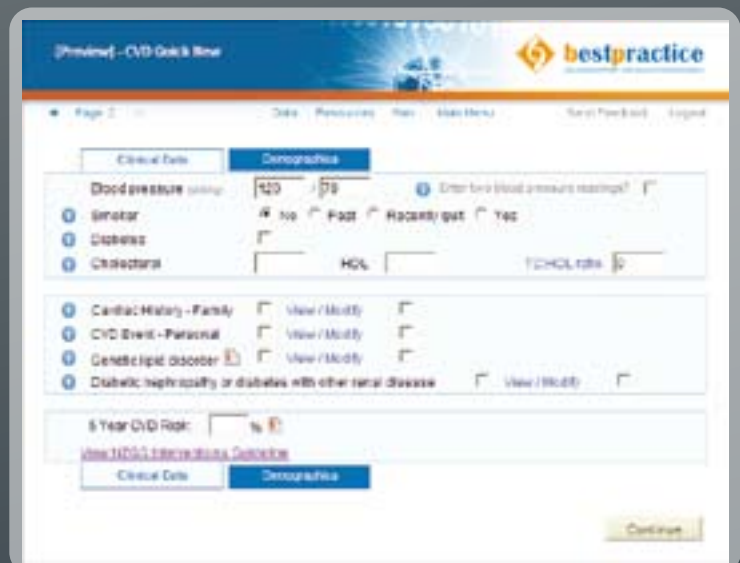 [Preview] - CVD Quick New
bestpractice
Page 2
Data Resources Main Menu Send Feedback Logout
Clinical Data Demographics
Blood pressure 120 / 78 Enter two blood pressure readings?
Smoker No Past Recently quit Yes
Diabetes
Cholesterol HDL TC:HDL ratio 0
Cardiac History - Family View / Modify
CVD Event - Personal View / Modify
Genetic lipid disorder View / Modify
Diabetic nephropathy or diabetes with other renal disease View / Modify
5 Year CVD Risk: %
View NZGG Interventions Guideline
Clinical Data Demographics
Continue